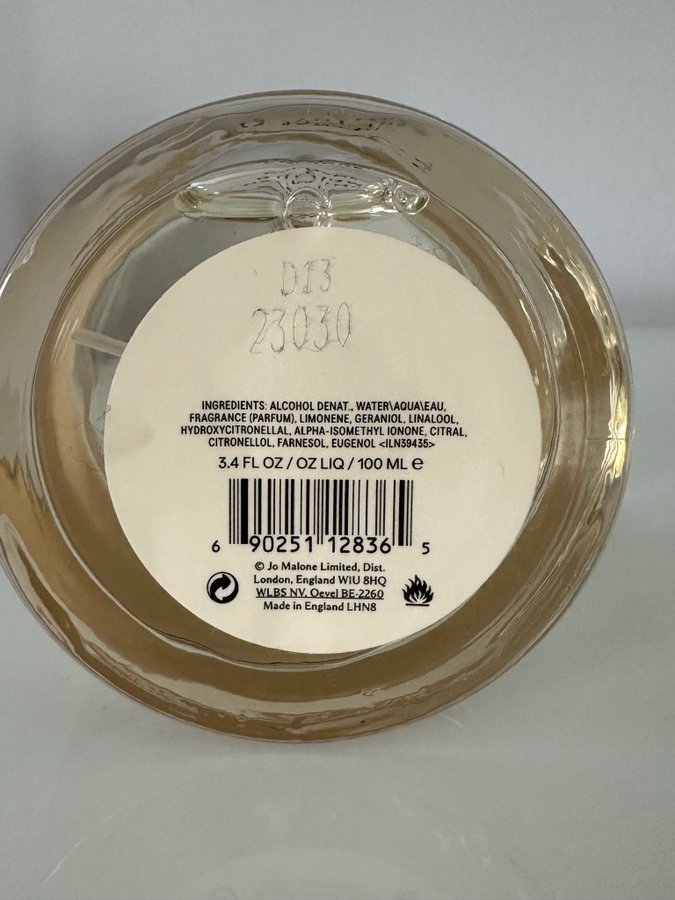 D13
23030
INGREDIENTS: ALCOHOL DENAT., WATER\AQUA\EAU,
FRAGRANCE (PARFUM), LIMONENE, GERANIOL, LINALOOL,
HYDROXYCITRONELLAL, ALPHA-ISOMETHYL IONONE, CITRAL,
CITRONELLOL, FARNESOL, EUGENOL <ILN39435>
3.4 FL OZ / OZ LIQ / 100 ML ℮
6 90251 12836 5
© Jo Malone Limited, Dist.
London, England W1U 8HQ
WLBS NV. Oevel BE-2260
Made in England LHN8